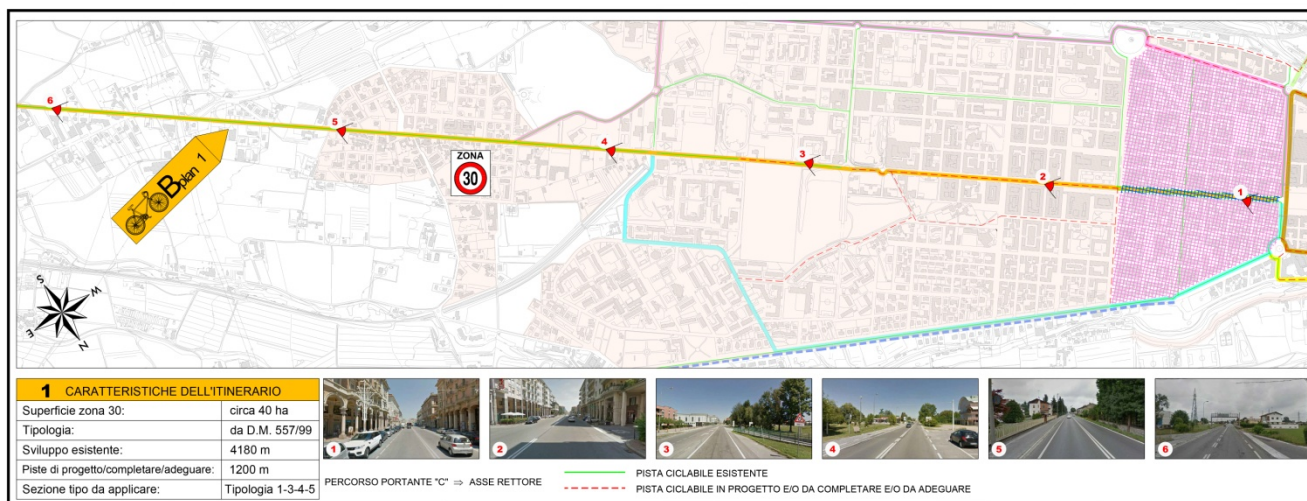 6
5
4
3
2
1
ZONA
30
Bplan 1
S
W
E
N
1 CARATTERISTICHE DELL'ITINERARIO
Superficie zona 30: circa 40 ha
Tipologia: da D.M. 557/99
Sviluppo esistente: 4180 m
Piste di progetto/completare/adeguare: 1200 m
Sezione tipo da applicare: Tipologia 1-3-4-5
1
2
3
4
5
6
PERCORSO PORTANTE "C" ⇒ ASSE RETTORE
PISTA CICLABILE ESISTENTE
PISTA CICLABILE IN PROGETTO E/O DA COMPLETARE E/O DA ADEGUARE